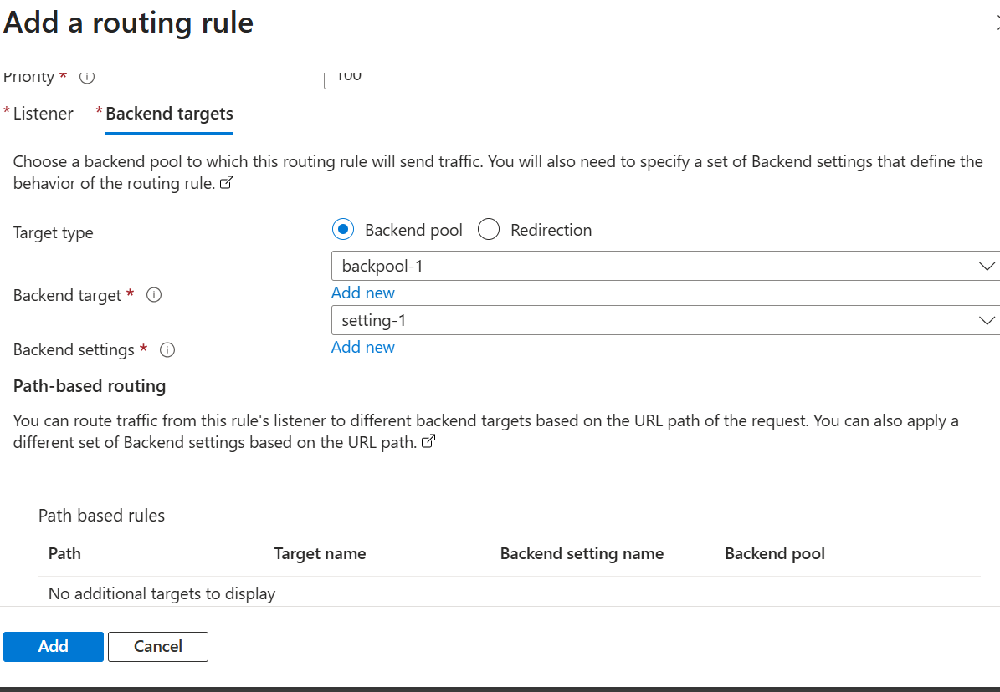 Add a routing rule
Priority *
100
* Listener * Backend targets
Choose a backend pool to which this routing rule will send traffic. You will also need to specify a set of Backend settings that define the
behavior of the routing rule.
Target type
Backend pool
Redirection
backpool-1
Backend target *
Add new
setting-1
Backend settings *
Add new
Path-based routing
You can route traffic from this rule's listener to different backend targets based on the URL path of the request. You can also apply a
different set of Backend settings based on the URL path.
Path based rules
Path Target name Backend setting name Backend pool
No additional targets to display
Add Cancel